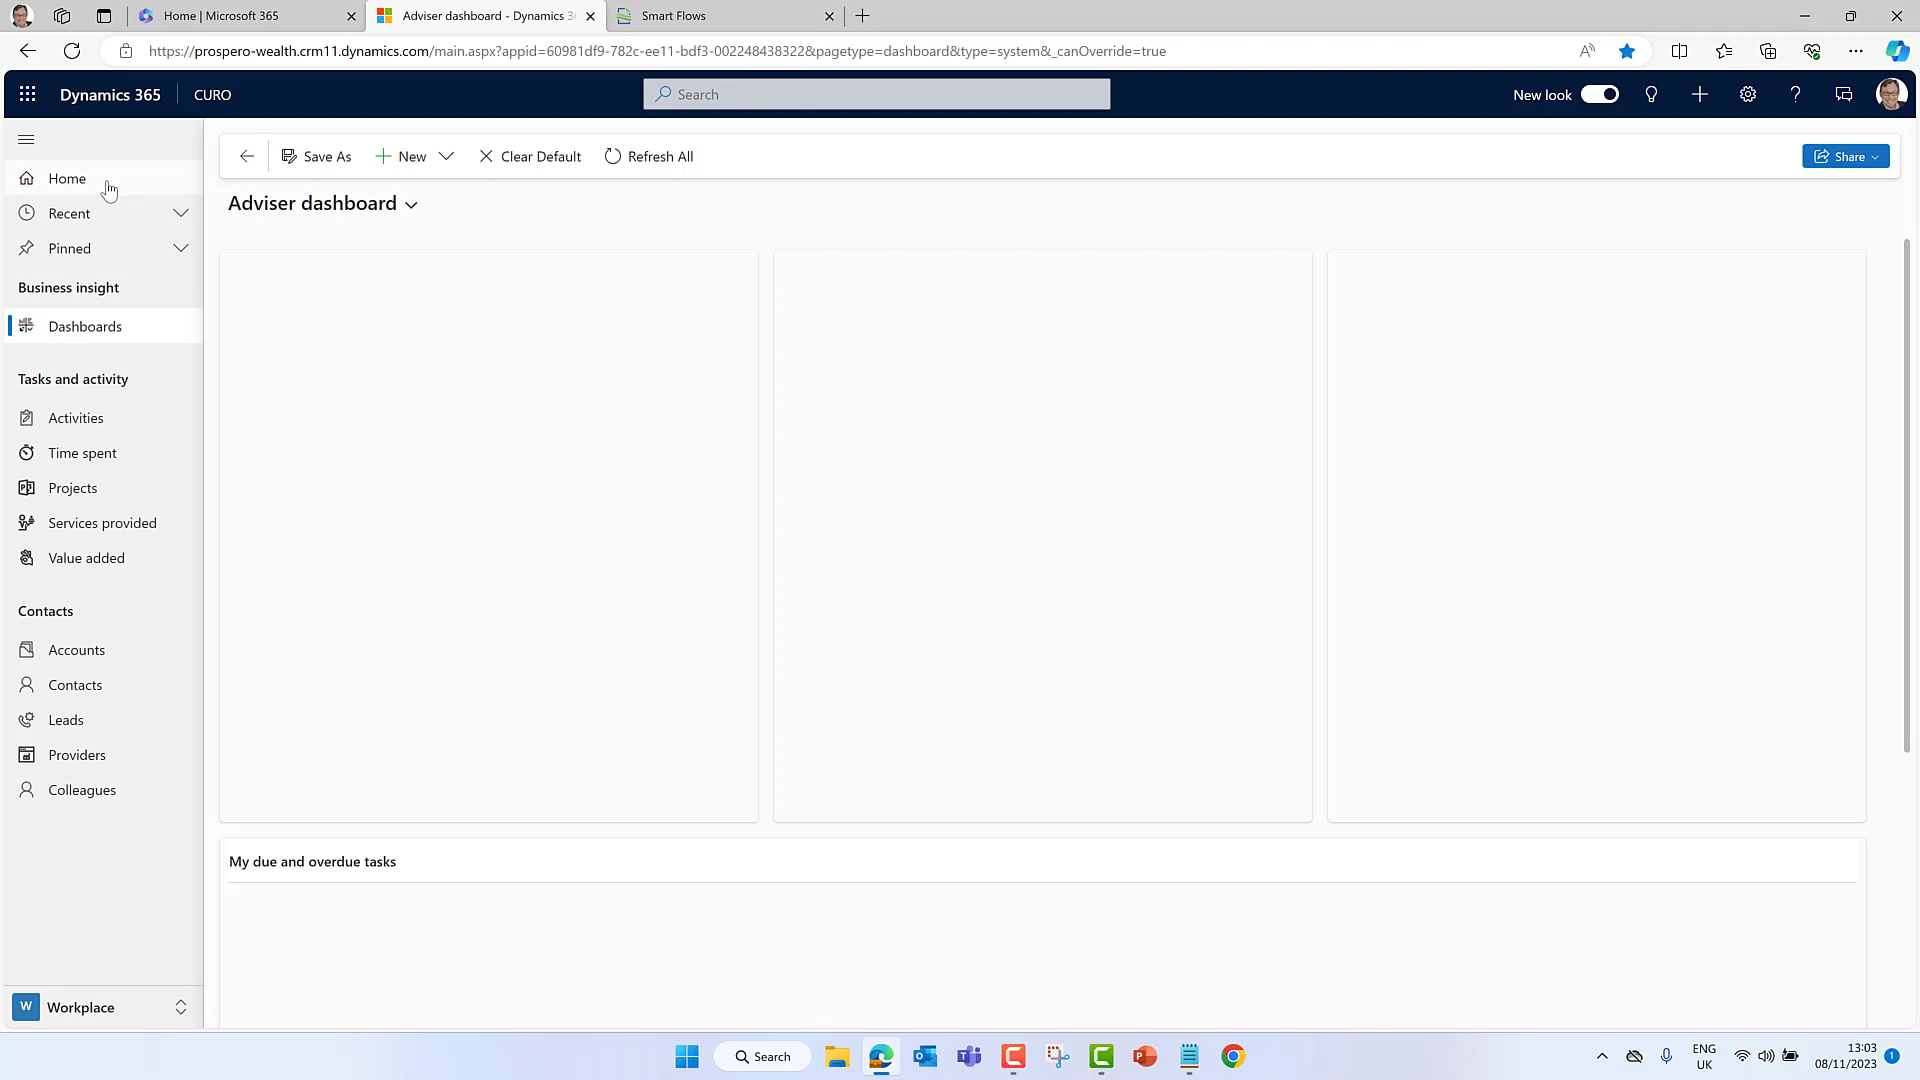 Home | Microsoft 365
Adviser dashboard - Dynamics 36
Smart Flows
https://prospero-wealth.crm11.dynamics.com/main.aspx?appid=60981df9-782c-ee11-bdf3-002248438322&pagetype=dashboard&type=system&_canOverride=true
Dynamics 365
CURO
Search
New look
Save As
New
Clear Default
Refresh All
Share
Home
Recent
Pinned
Business insight
Dashboards
Tasks and activity
Activities
Time spent
Projects
Services provided
Value added
Contacts
Accounts
Contacts
Leads
Providers
Colleagues
W Workplace
Adviser dashboard
My due and overdue tasks
Search
ENG
UK
13:03
08/11/2023
1